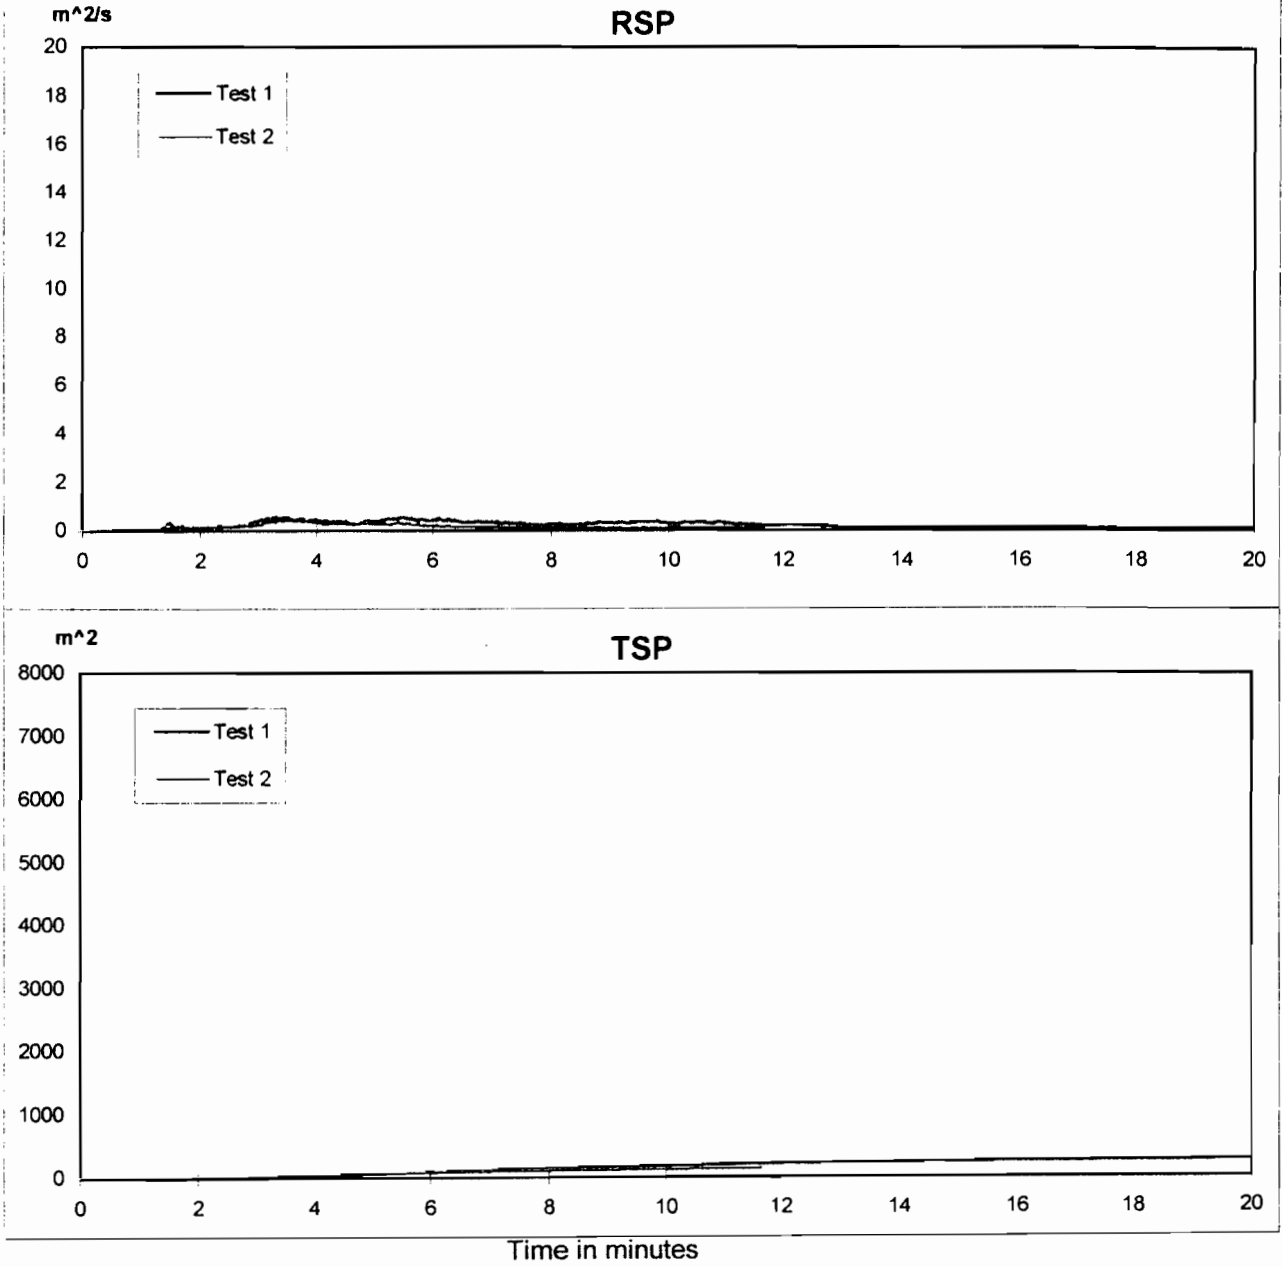 m^2/s
RSP
20
18
16
14
12
10
8
6
4
2
0
Test 1
Test 2
0 2 4 6 8 10 12 14 16 18 20
m^2
TSP
8000
7000
6000
5000
4000
3000
2000
1000
0
Test 1
Test 2
0 2 4 6 8 10 12 14 16 18 20
Time in minutes